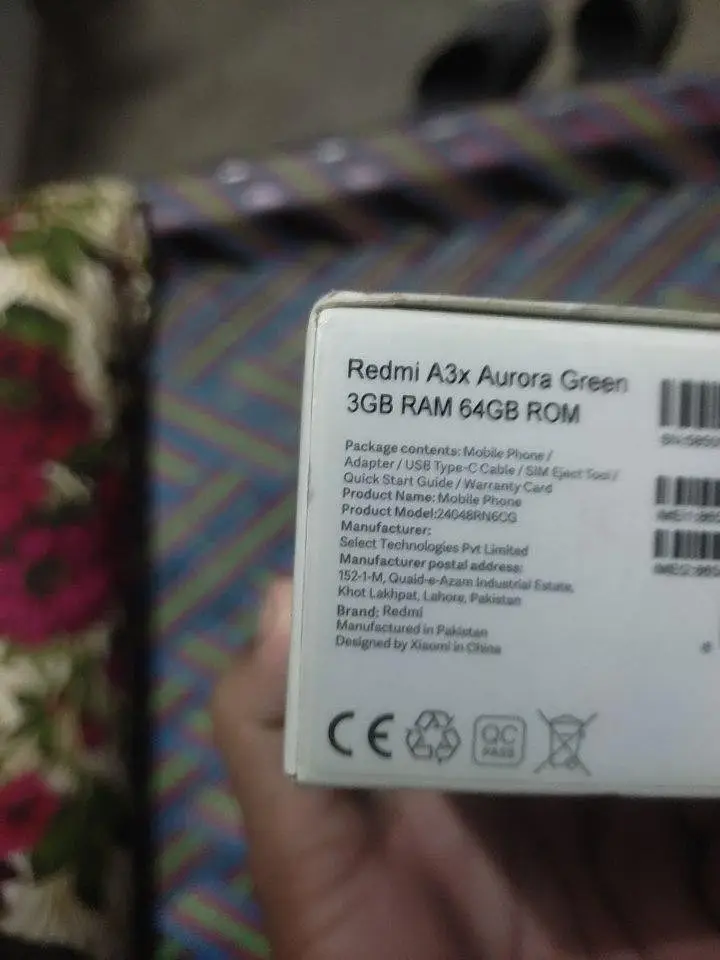 Redmi A3x Aurora Green
3GB RAM 64GB ROM
Package contents: Mobile Phone /
Adapter / USB Type-C Cable / SIM Eject Tool /
Quick Start Guide / Warranty Card
Product Name: Mobile Phone
Product Model:24048RN6CG
Manufacturer:
Select Technologies Pvt Limited
Manufacturer postal address:
152-1-M, Quaid-e-Azam Industrial Estate,
Khot Lakhpat, Lahore, Pakistan
Brand: Redmi
Manufactured in Pakistan
Designed by Xiaomi in China
CE
QC
PASS